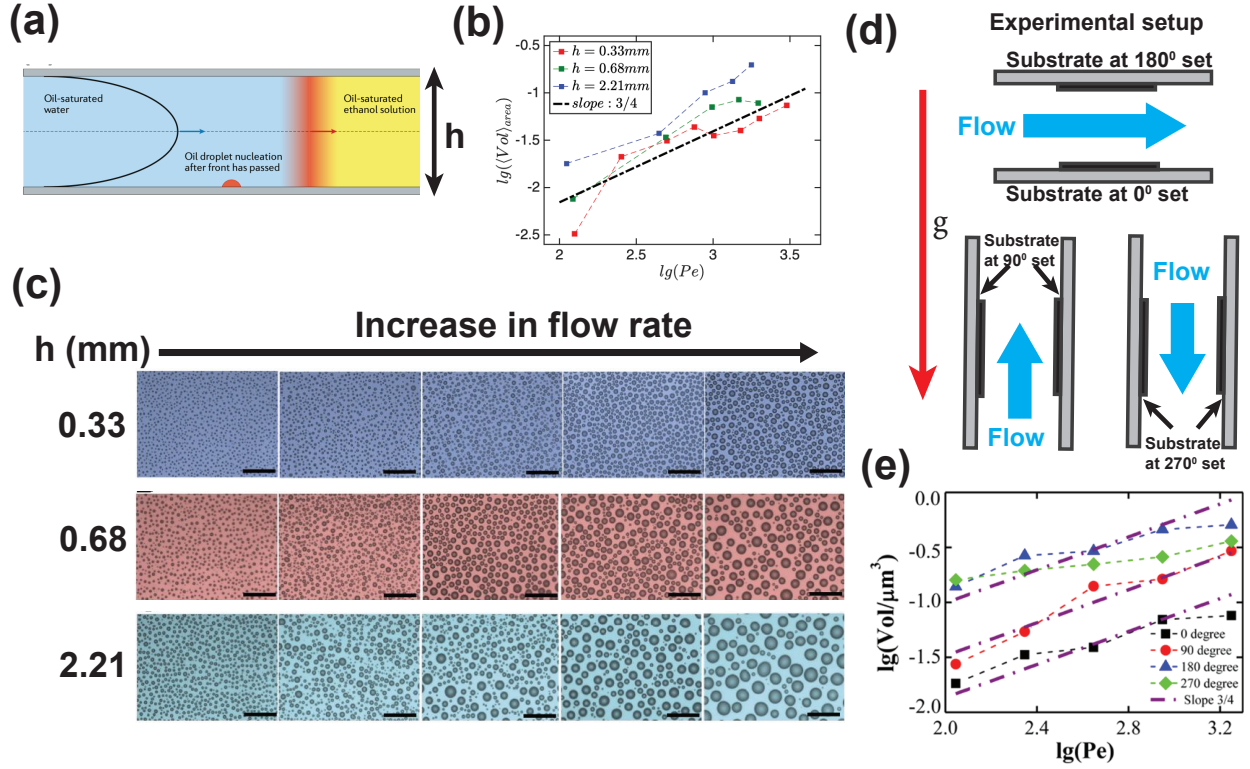 (a)
Oil-saturated
water
Oil-saturated
ethanol solution
Oil droplet nucleation
after front has passed
h
(b)
lg(⟨Vol⟩area)
-0.5
-1
-1.5
-2
-2.5
h = 0.33mm
h = 0.68mm
h = 2.21mm
slope : 3/4
2 2.5 3 3.5
lg(Pe)
(c)
Increase in flow rate
h (mm)
0.33
0.68
2.21
(d)
Experimental setup
Substrate at 180⁰ set
Flow
Substrate at 0⁰ set
g
Substrate
at 90⁰ set
Flow
Flow
Substrate
at 270⁰ set
(e)
lg(Vol/μm³)
0.0
-0.5
-1.0
-1.5
-2.0
0 degree
90 degree
180 degree
270 degree
Slope 3/4
2.0 2.4 2.8 3.2
lg(Pe)